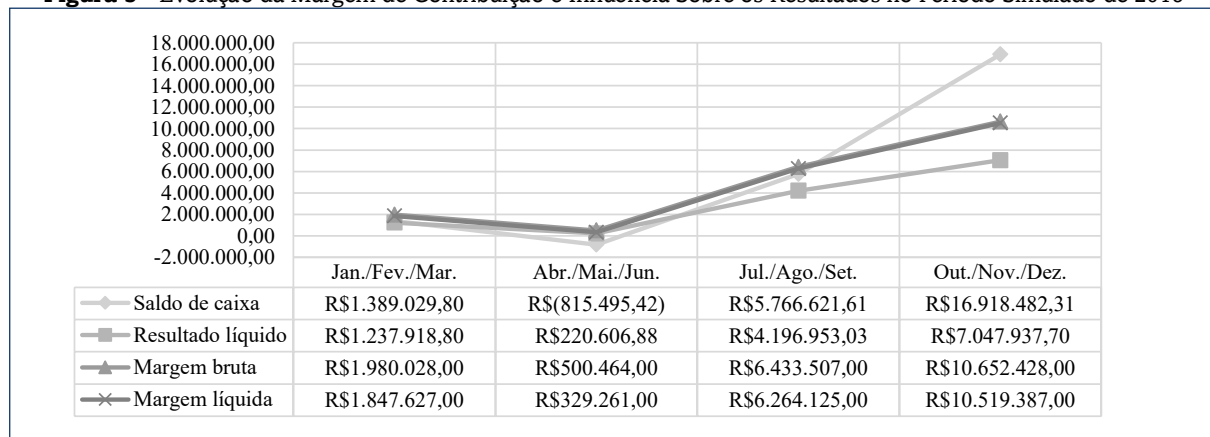 18.000.000,00
16.000.000,00
14.000.000,00
12.000.000,00
10.000.000,00
8.000.000,00
6.000.000,00
4.000.000,00
2.000.000,00
0,00
-2.000.000,00
Jan./Fev./Mar. Abr./Mai./Jun. Jul./Ago./Set. Out./Nov./Dez.
Saldo de caixa R$1.389.029,80 R$(815.495,42) R$5.766.621,61 R$16.918.482,31
Resultado líquido R$1.237.918,80 R$220.606,88 R$4.196.953,03 R$7.047.937,70
Margem bruta R$1.980.028,00 R$500.464,00 R$6.433.507,00 R$10.652.428,00
Margem líquida R$1.847.627,00 R$329.261,00 R$6.264.125,00 R$10.519.387,00